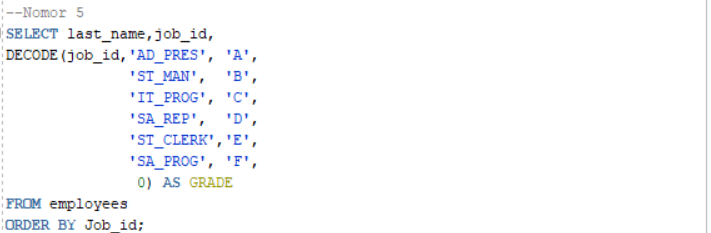 --Nomor 5
SELECT last_name,job_id,
DECODE(job_id,'AD_PRES', 'A',
'ST_MAN', 'B',
'IT_PROG', 'C',
'SA_REP', 'D',
'ST_CLERK','E',
'SA_PROG', 'F',
0) AS GRADE
FROM employees
ORDER BY Job_id;